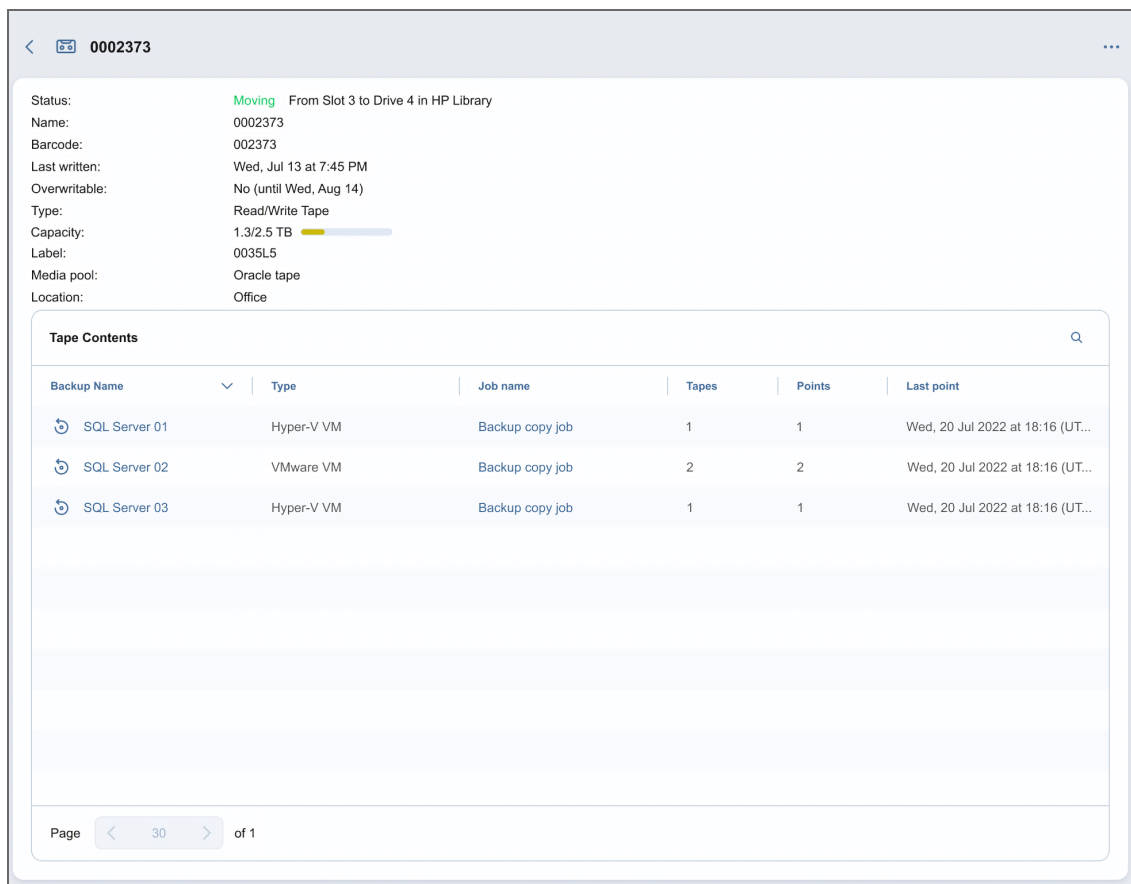 0002373
Status: Moving From Slot 3 to Drive 4 in HP Library
Name: 0002373
Barcode: 002373
Last written: Wed, Jul 13 at 7:45 PM
Overwritable: No (until Wed, Aug 14)
Type: Read/Write Tape
Capacity: 1.3/2.5 TB
Label: 0035L5
Media pool: Oracle tape
Location: Office
Tape Contents
Backup Name Type Job name Tapes Points Last point
SQL Server 01 Hyper-V VM Backup copy job 1 1 Wed, 20 Jul 2022 at 18:16 (UT...
SQL Server 02 VMware VM Backup copy job 2 2 Wed, 20 Jul 2022 at 18:16 (UT...
SQL Server 03 Hyper-V VM Backup copy job 1 1 Wed, 20 Jul 2022 at 18:16 (UT...
Page 30 of 1